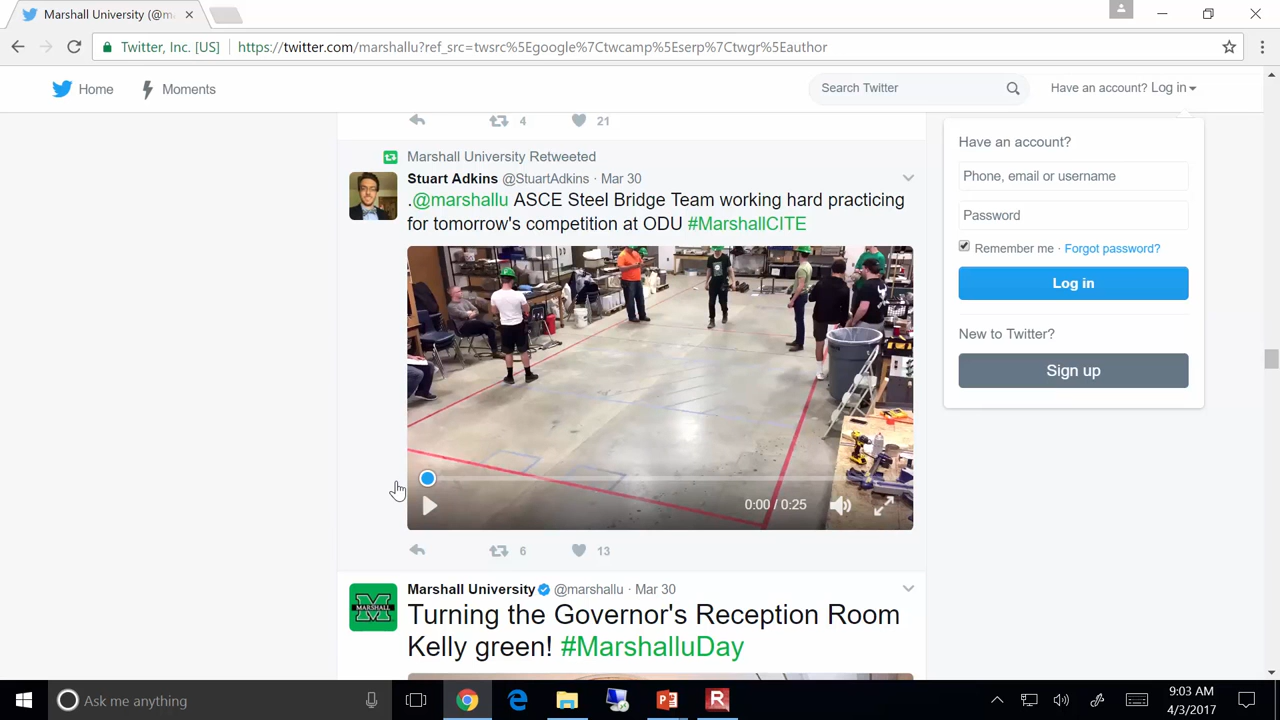 Marshall University (@m
Twitter, Inc. [US]
https://twitter.com/marshallu?ref_src=twsrc%5Egoogle%7Ctwcamp%5Eserp%7Ctwgr%5Eauthor
Home
Moments
Search Twitter
Have an account? Log in
4
21
Have an account?
Phone, email or username
Password
Remember me · Forgot password?
Log in
New to Twitter?
Sign up
Marshall University Retweeted
Stuart Adkins @StuartAdkins · Mar 30
.@marshallu ASCE Steel Bridge Team working hard practicing
for tomorrow's competition at ODU #MarshallCITE
0:00 / 0:25
6
13
MARSHALL
Marshall University @marshallu · Mar 30
Turning the Governor's Reception Room
Kelly green! #MarshalluDay
Ask me anything
9:03 AM
4/3/2017